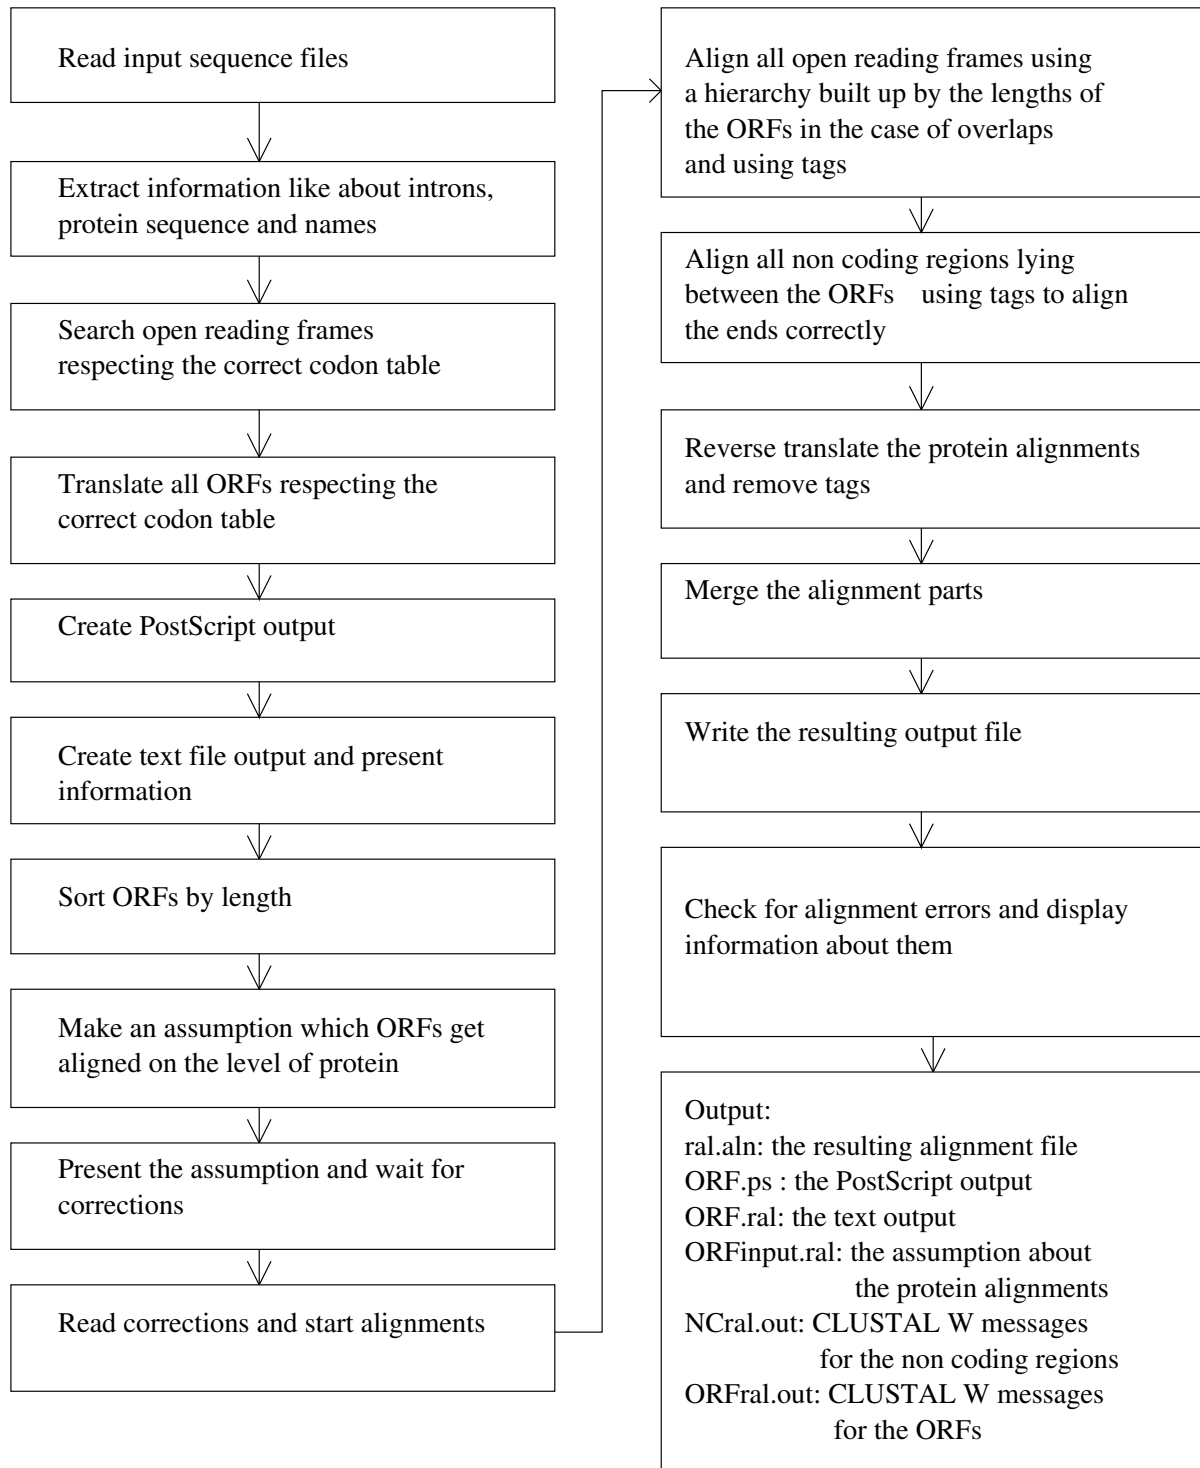 Read input sequence files
Extract information like about introns,
protein sequence and names
Search open reading frames
respecting the correct codon table
Translate all ORFs respecting the
correct codon table
Create PostScript output
Create text file output and present
information
Sort ORFs by length
Make an assumption which ORFs get
aligned on the level of protein
Present the assumption and wait for
corrections
Read corrections and start alignments
Align all open reading frames using
a hierarchy built up by the lengths of
the ORFs in the case of overlaps
and using tags
Align all non coding regions lying
between the ORFs using tags to align
the ends correctly
Reverse translate the protein alignments
and remove tags
Merge the alignment parts
Write the resulting output file
Check for alignment errors and display
information about them
Output:
ral.aln: the resulting alignment file
ORF.ps : the PostScript output
ORF.ral: the text output
ORFinput.ral: the assumption about
the protein alignments
NCral.out: CLUSTAL W messages
for the non coding regions
ORFral.out: CLUSTAL W messages
for the ORFs